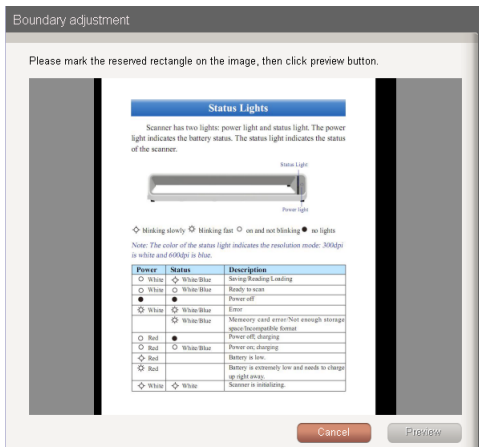 Boundary adjustment
Please mark the reserved rectangle on the image, then click preview button.
Status Lights
Scanner has two lights: power light and status light. The power
light indicates the battery status. The status light indicates the status
of the scanner.
Status Light
Power light
Hinking slowly Hinking fast on and not blinking no lights
Note: The color of the status light indicates the resolution mode: 300dpi
is white and 600dpi is blue.
Power Status Description
White White/Blue Saving/Reading/Loading
White White/Blue Ready to scan
Power off
White White/Blue Error
White/Blue Memeory card error/Not enough storage
space/Incompatible format
Red Power off; charging
Red White/Blue Power on; charging
Red Battery is low.
Red Battery is extremely low and needs to charge
up right away.
White White Scanner is initializing.
Cancel Preview